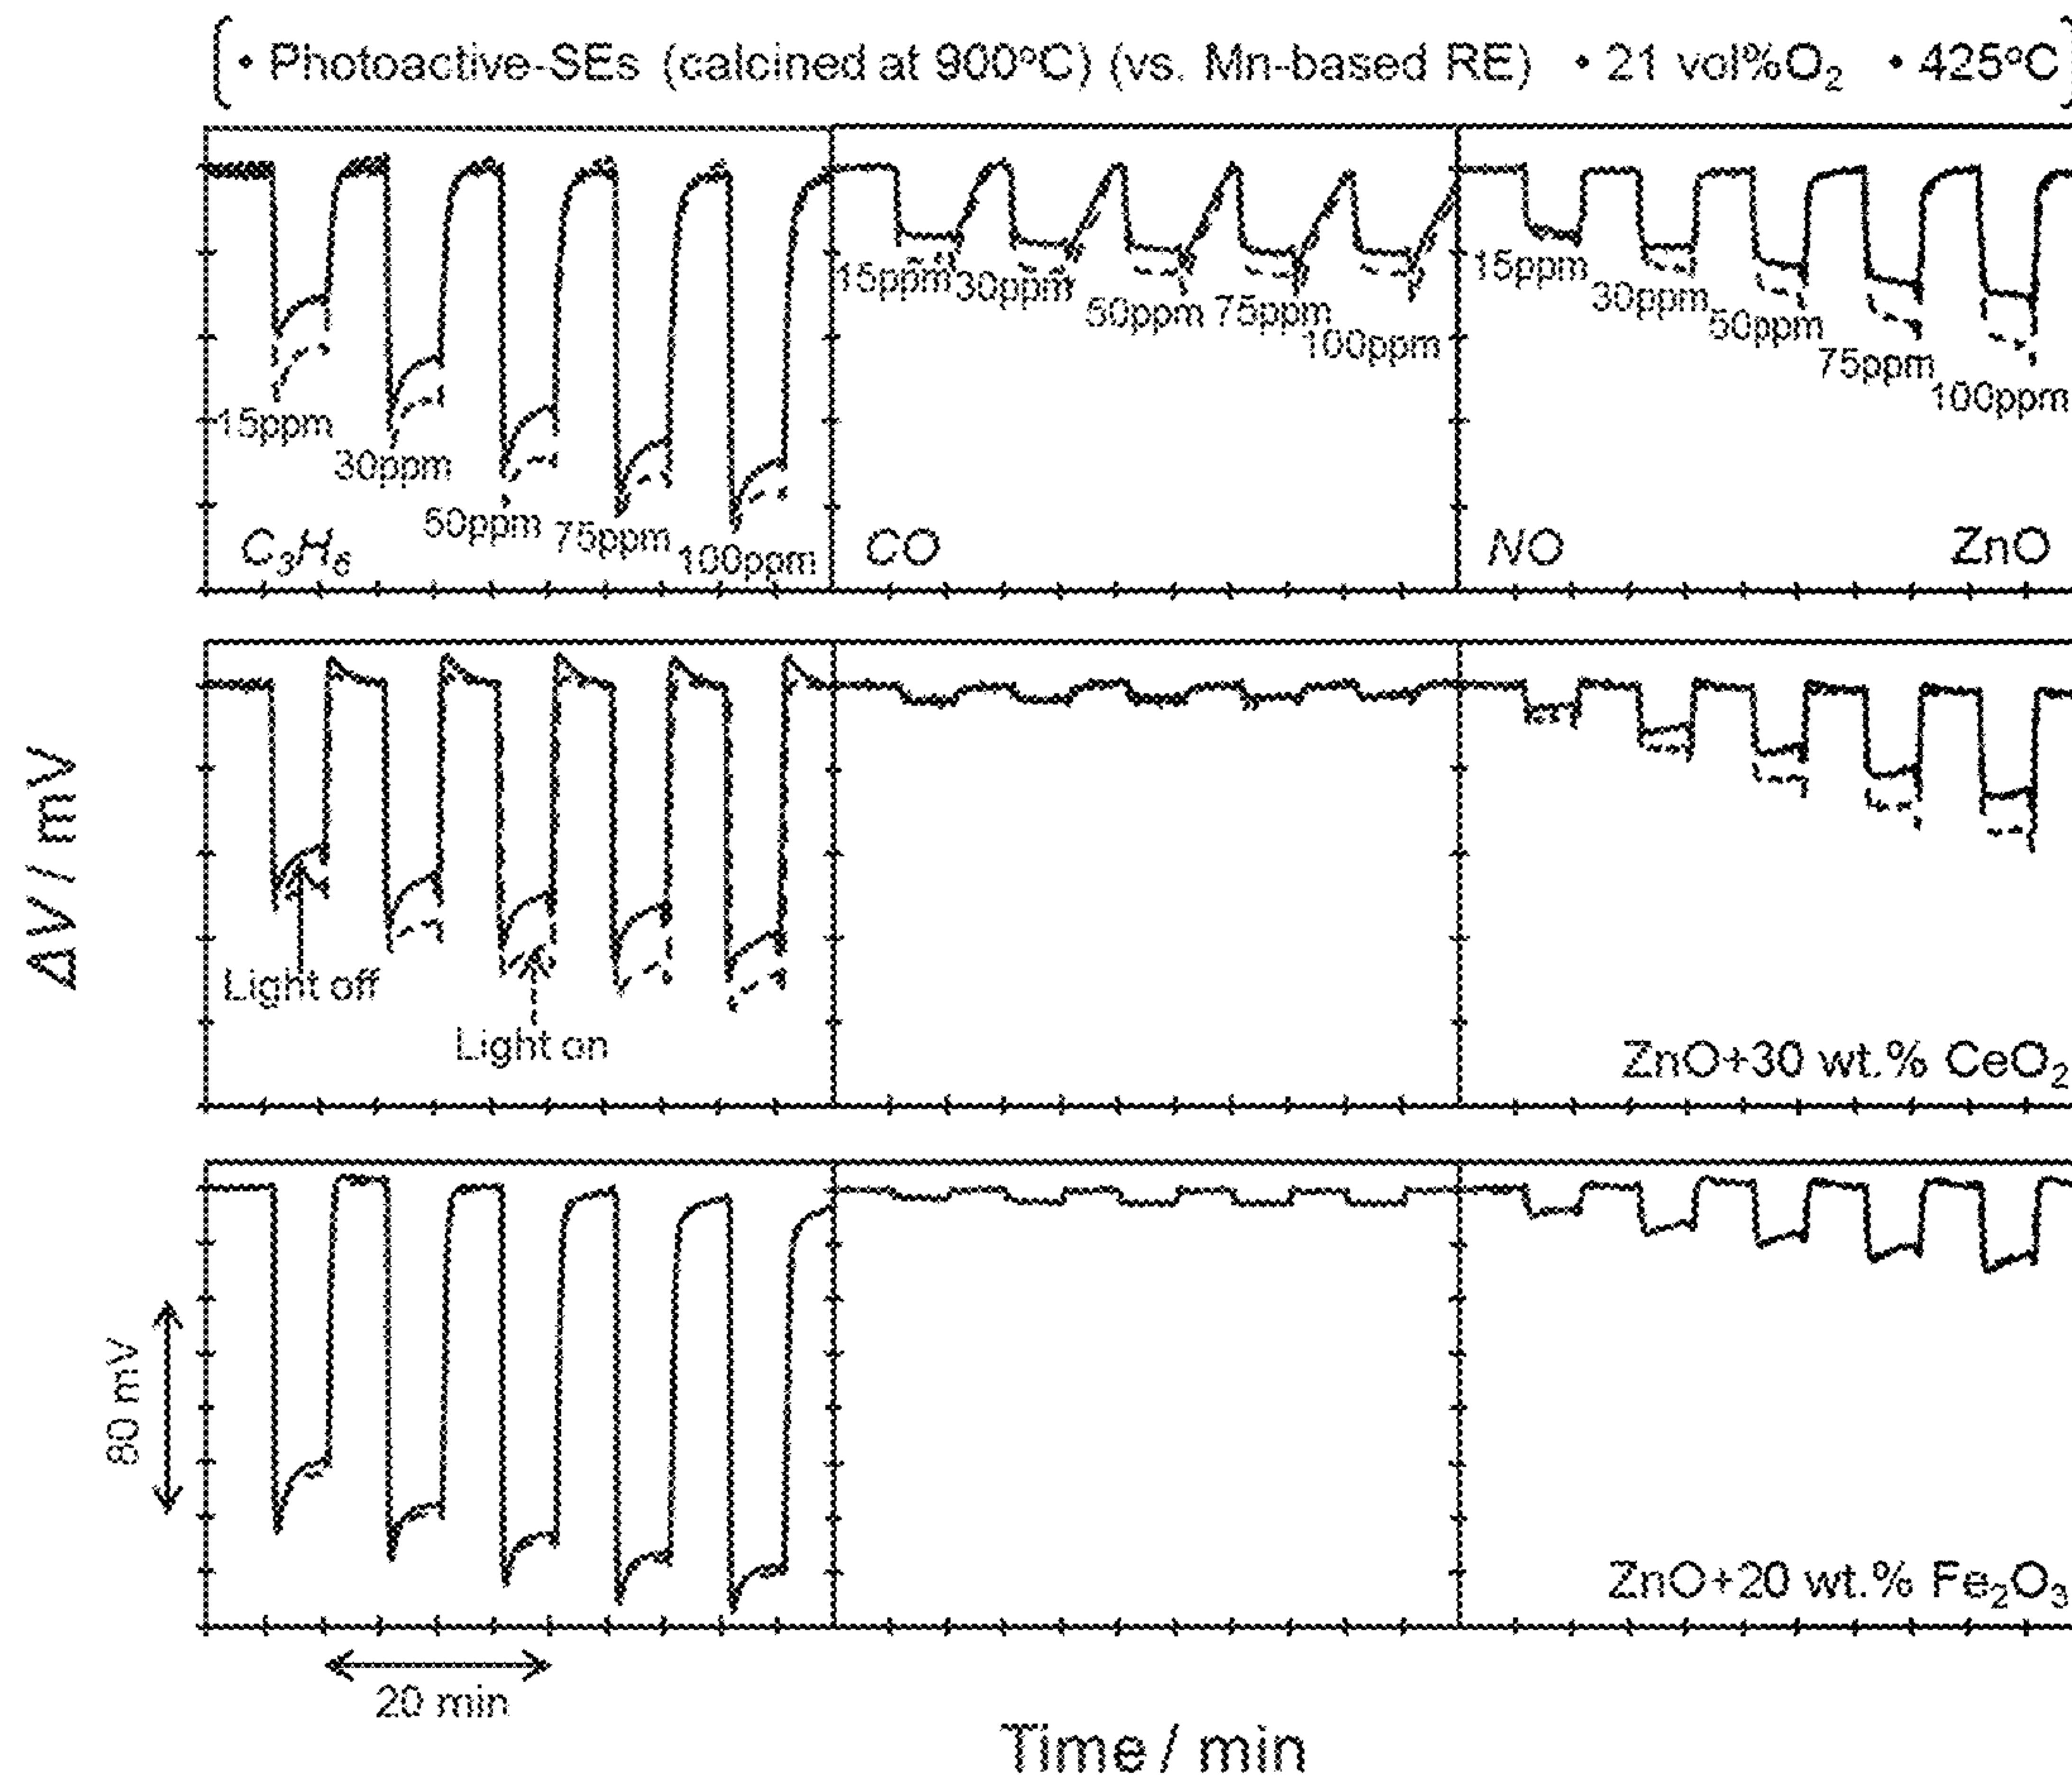 • Photoactive-SEs (calcined at 900°C) (vs. Mn-based RE) • 21 vol%O₂ • 425°C
15ppm
30ppm
50ppm
75ppm
100ppm
C₃H₆
15ppm
30ppm
50ppm
75ppm
100ppm
CO
15ppm
30ppm
50ppm
75ppm
100ppm
NO
ZnO
ΔV / mV
Light off
Light on
ZnO+30 wt.% CeO₂
80 mV
ZnO+20 wt.% Fe₂O₃
20 min
Time / min